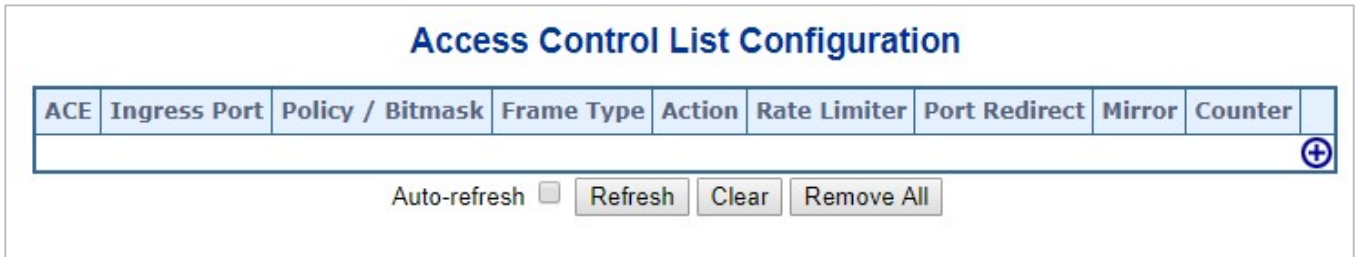 Access Control List Configuration
ACE Ingress Port Policy / Bitmask Frame Type Action Rate Limiter Port Redirect Mirror Counter
Auto-refresh Refresh Clear Remove All